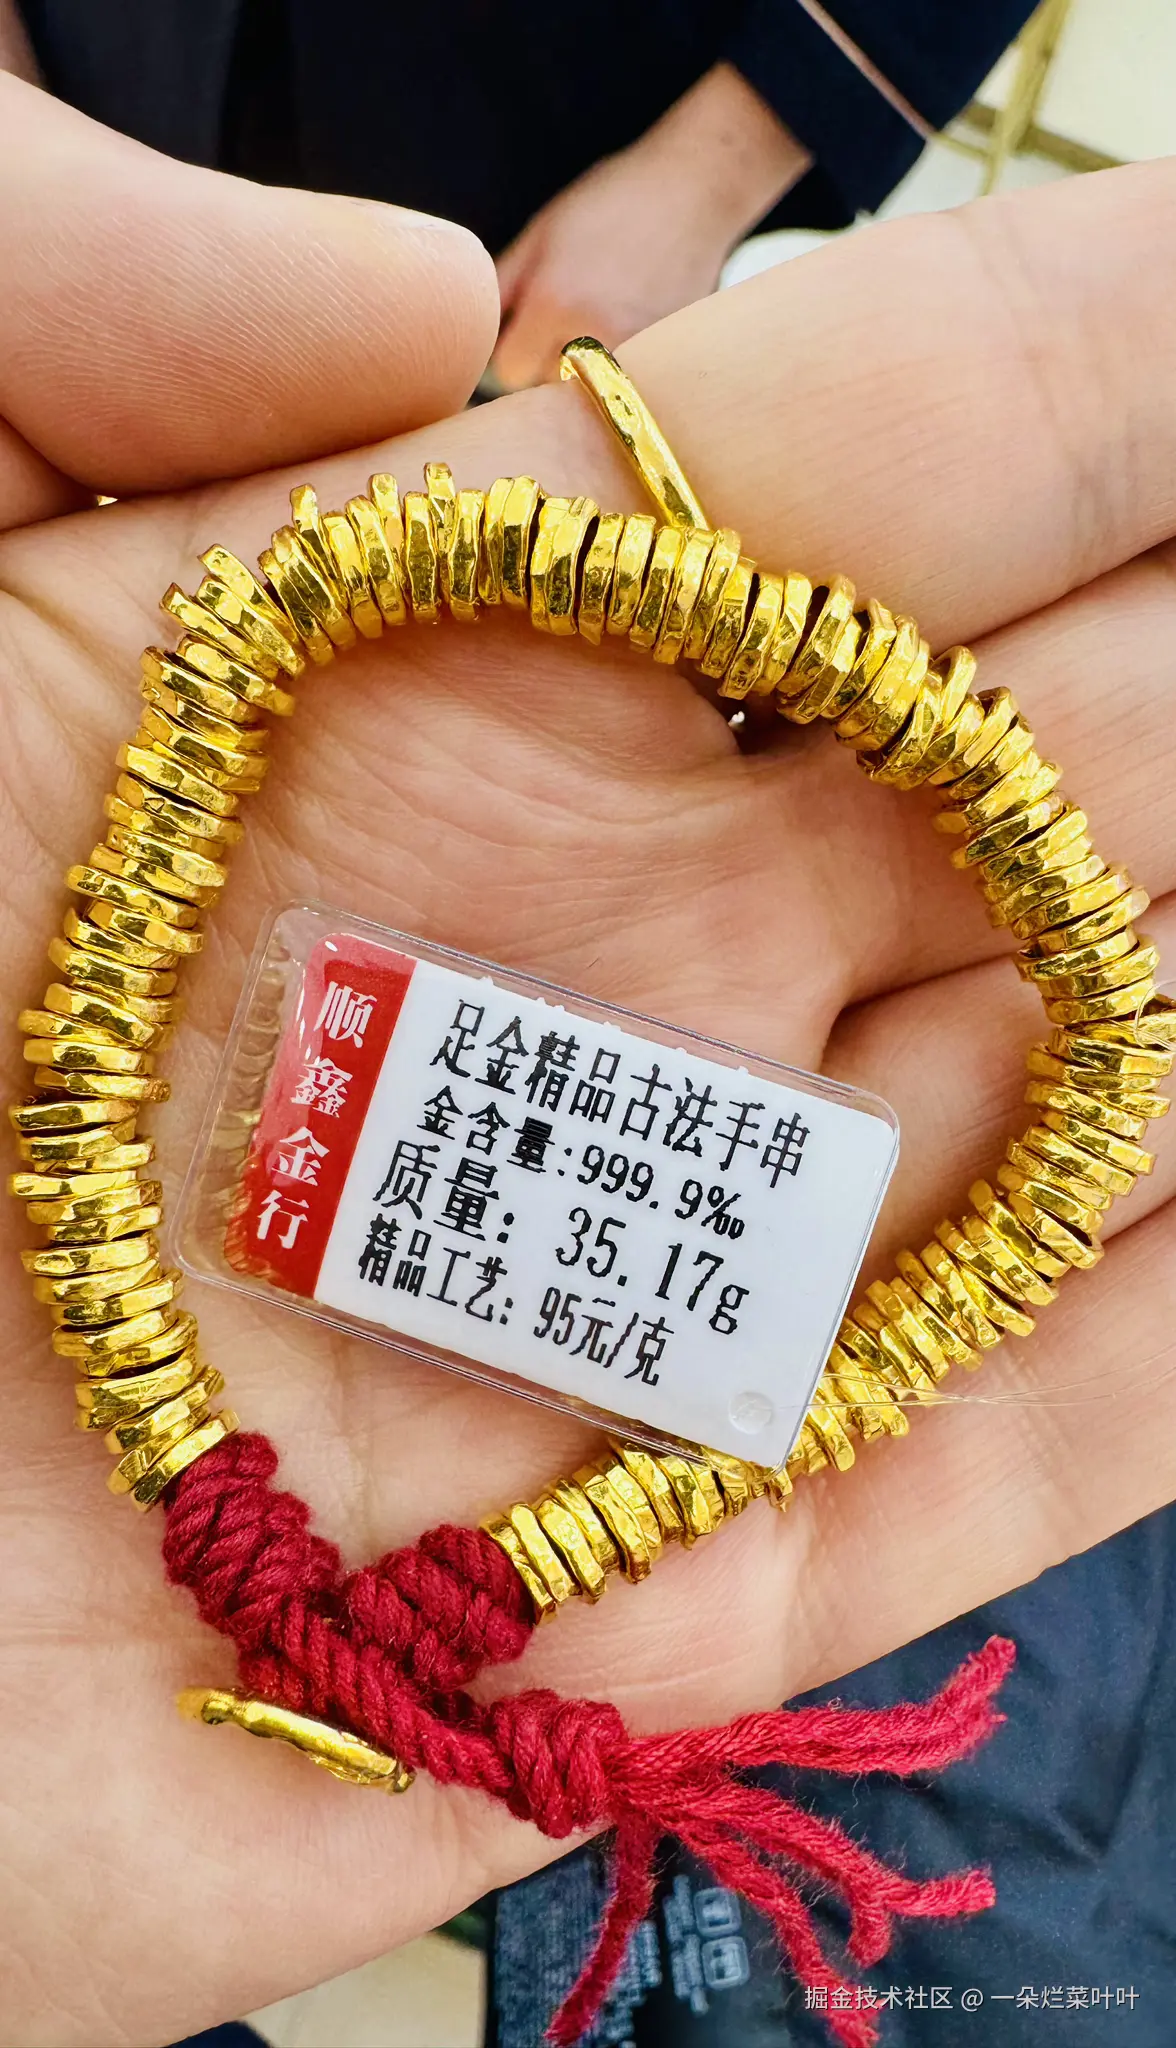 顺鑫金行
足金精品古法手串
金含量:999.9‰
质量: 35.17g
精品工艺: 95元/克
掘金技术社区 @ 一朵烂菜叶叶